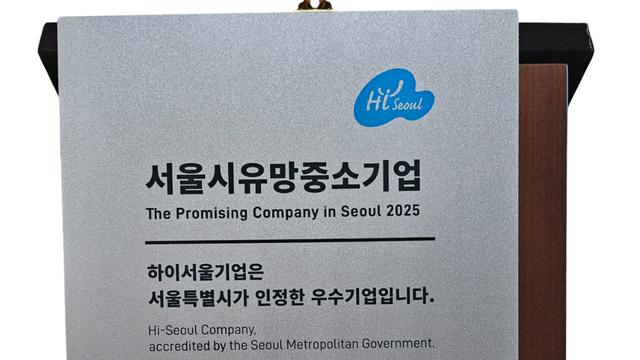 Hi Seoul
서울시유망중소기업
The Promising Company in Seoul 2025
하이서울기업은
서울특별시가 인정한 우수기업입니다.
Hi-Seoul Company,
accredited by the Seoul Metropolitan Government.